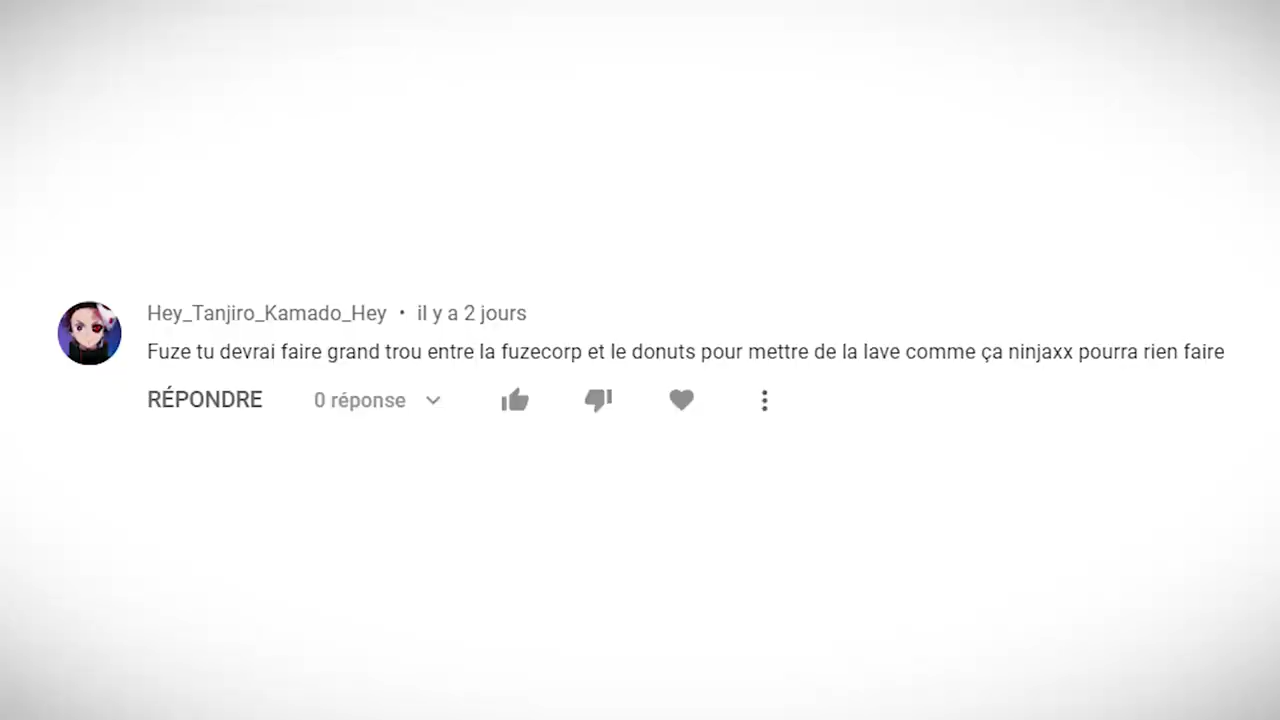 Hey_Tanjiro_Kamado_Hey • il y a 2 jours
Fuze tu devrai faire grand trou entre la fuzecorp et le donuts pour mettre de la lave comme ça ninjaxx pourra rien faire
RÉPONDRE 0 réponse